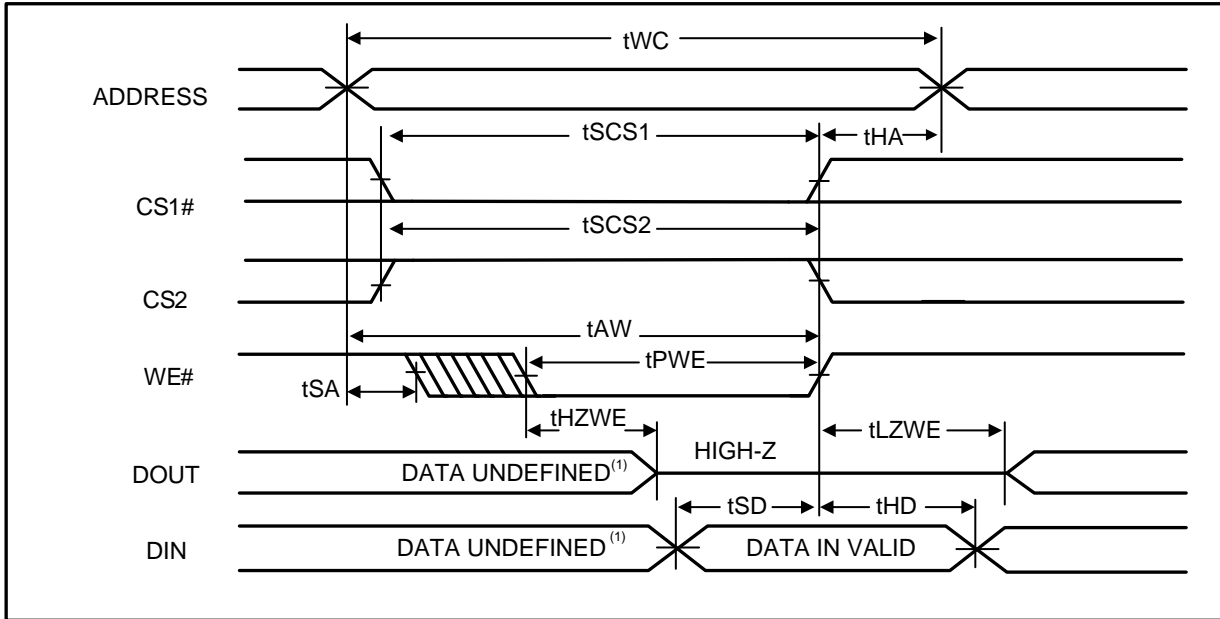 tWC
ADDRESS
tSCS1
tHA
CS1#
tSCS2
CS2
tAW
WE#
tPWE
tSA
tHZWE
tLZWE
HIGH-Z
DOUT
DATA UNDEFINED(1)
tSD
tHD
DIN
DATA UNDEFINED(1)
DATA IN VALID